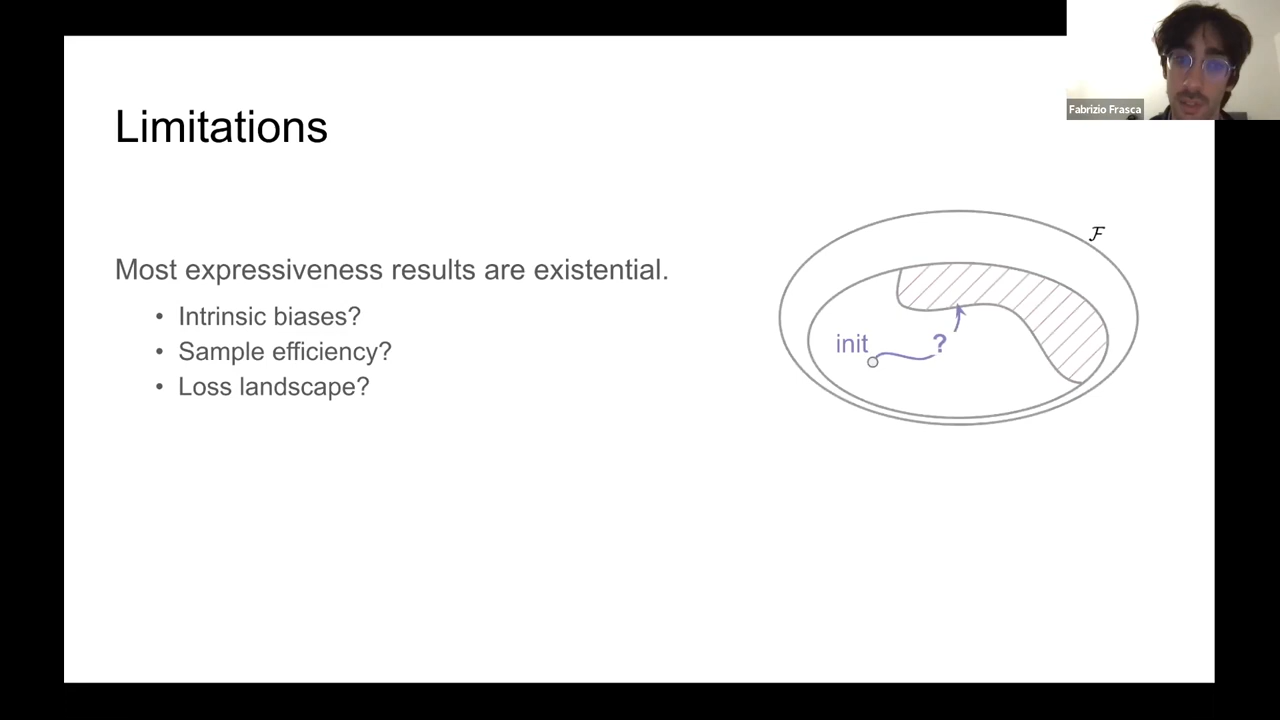 Fabrizio Frasca
Limitations
Most expressiveness results are existential.
• Intrinsic biases?
• Sample efficiency?
• Loss landscape?
ℱ
init
?